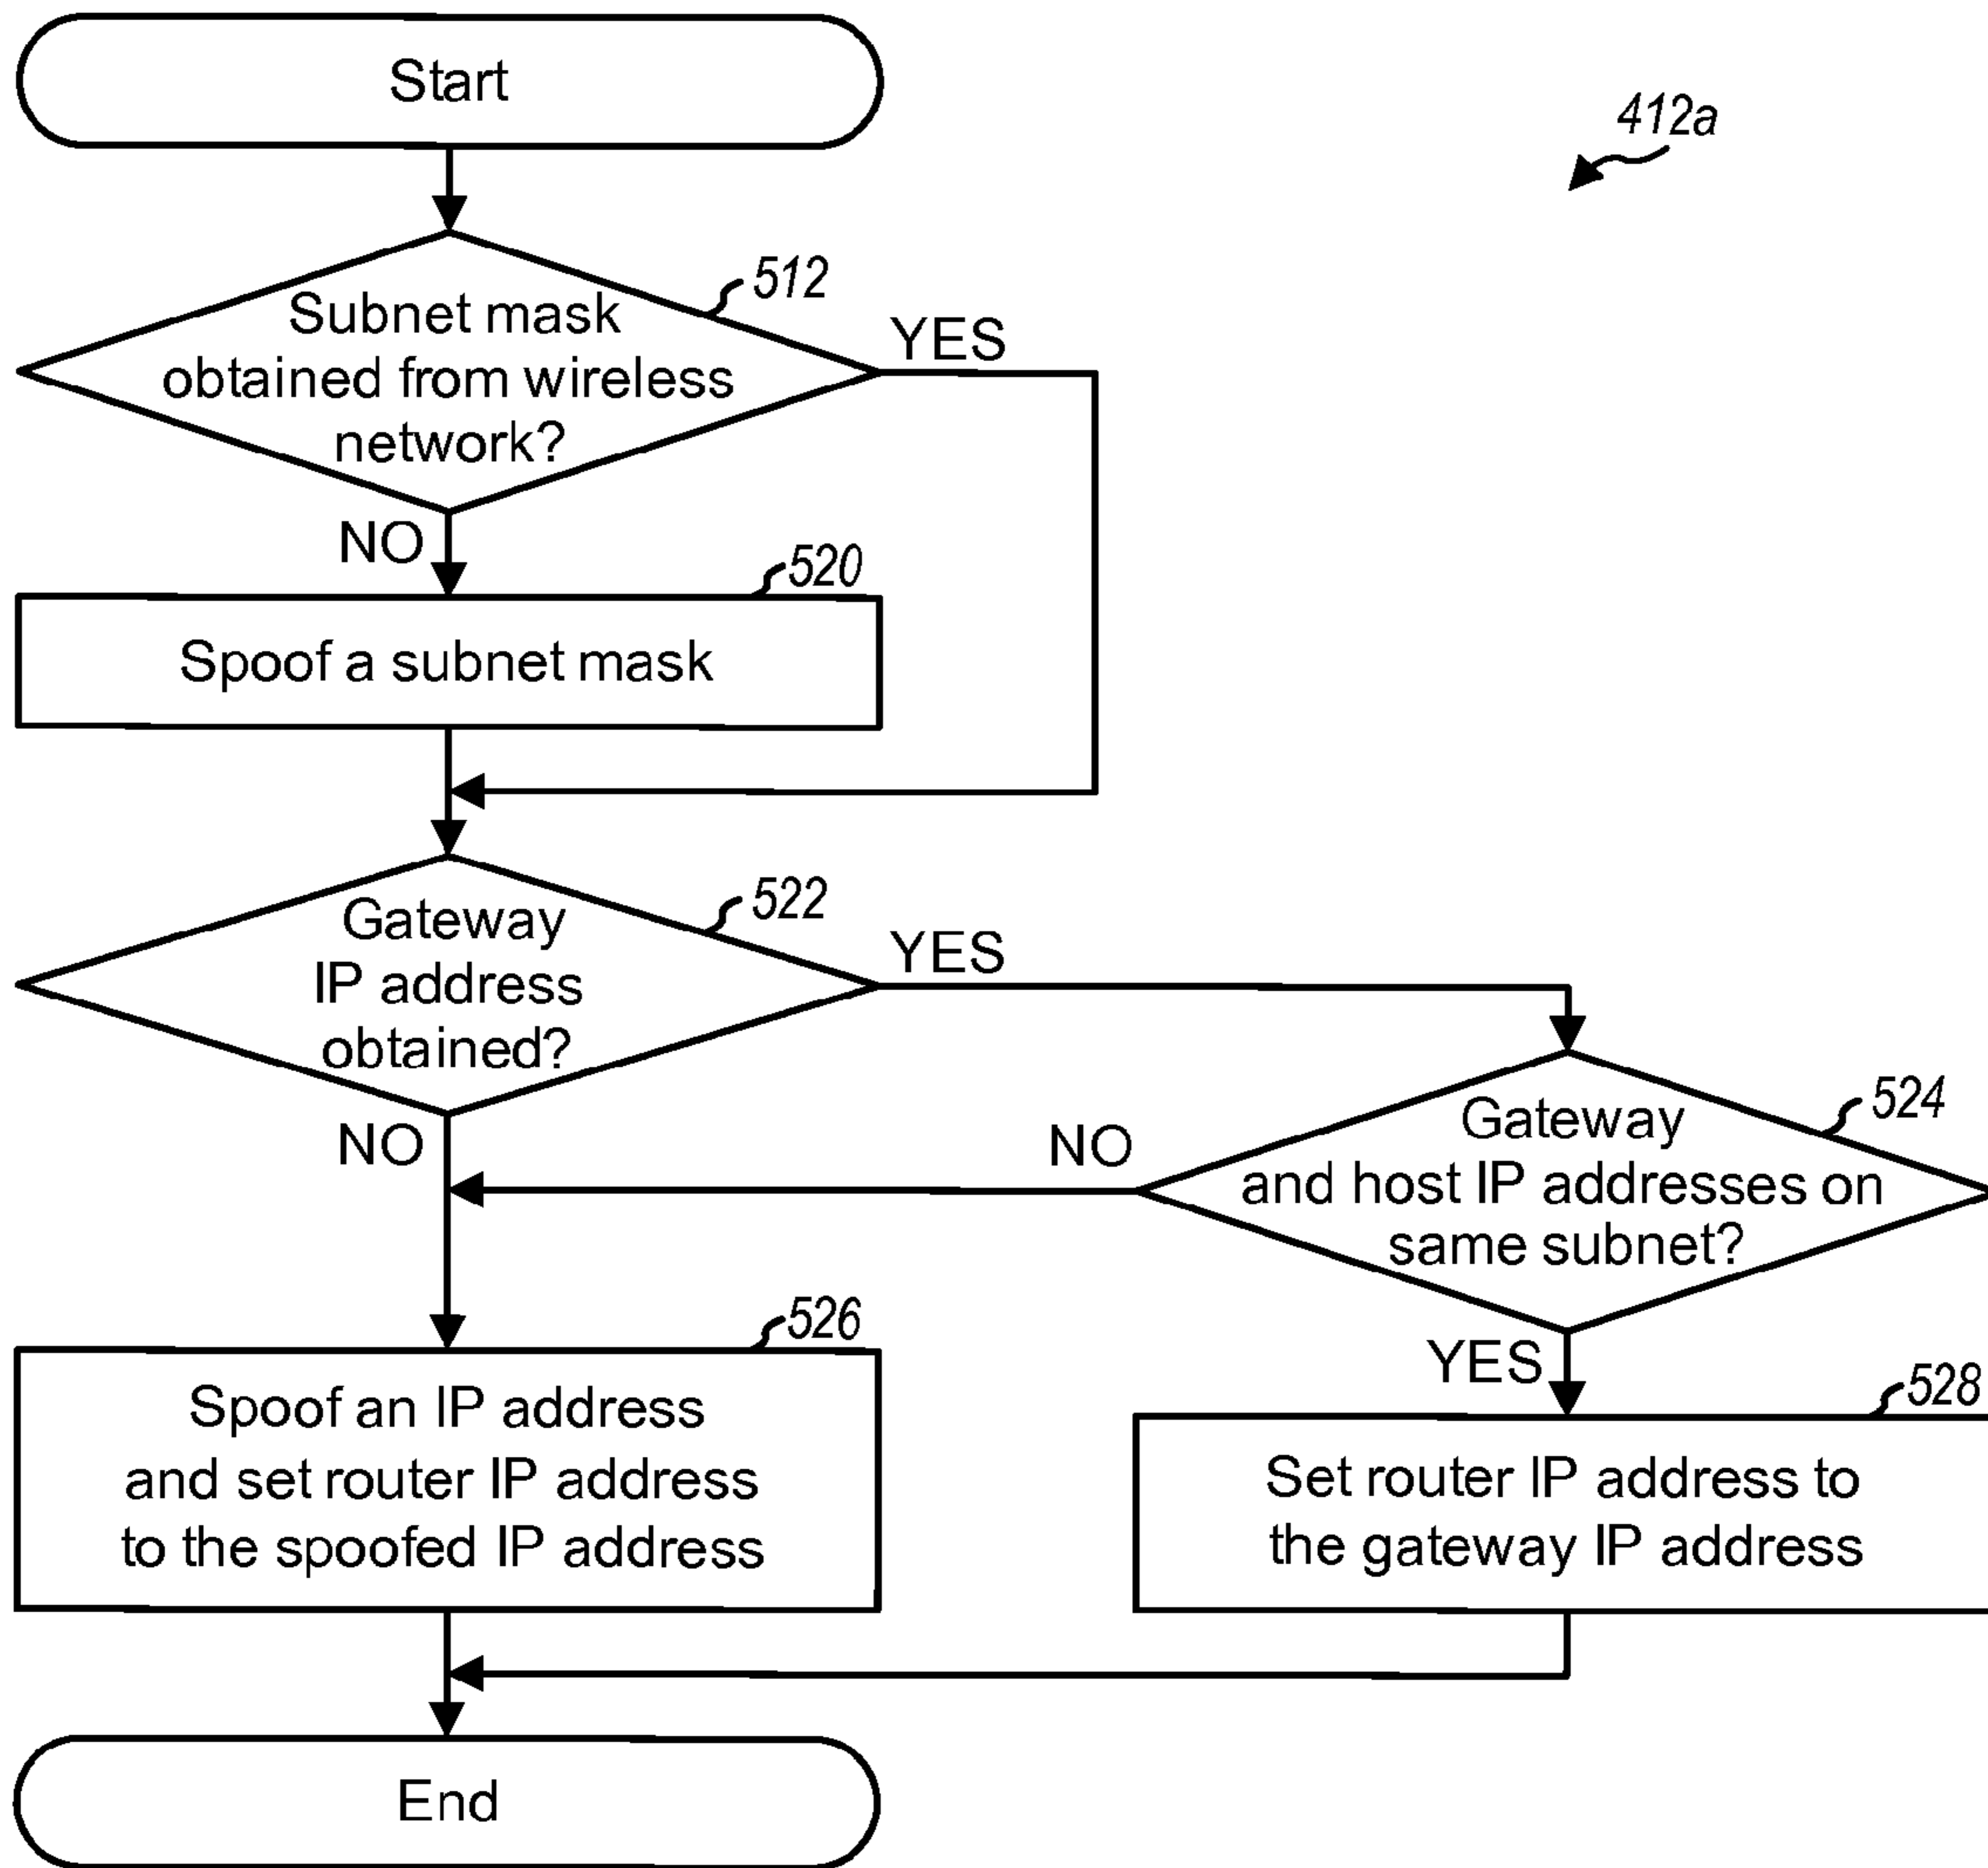 Start
412a
512
Subnet mask
obtained from wireless
network?
YES
NO
520
Spoof a subnet mask
522
Gateway
IP address
obtained?
YES
NO
524
Gateway
and host IP addresses on
same subnet?
NO
YES
526
Spoof an IP address
and set router IP address
to the spoofed IP address
528
Set router IP address to
the gateway IP address
End